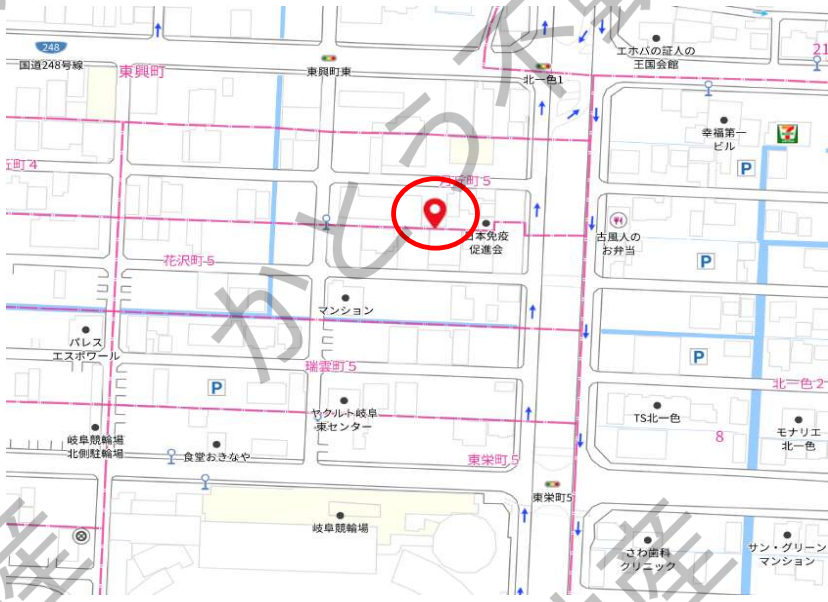 248
国道248号線
東興町
東興町東
北一色1
エホバの証人の
王国会館
21
幸福第一
ビル
P
町4
町5
日本免疫
促進会
古風人の
お弁当
P
花沢町5
マンション
パレス
エスポワール
瑞雲町5
P
P
北一色2
ヤクルト岐阜
東センター
TS北一色
8
モナリエ
北一色
岐阜競輪場
北側駐輪場
食堂おきなや
東栄町5
東栄町5
岐阜競輪場
さわ歯科
クリニック
サン・グリーン
マンション
かとう不動産